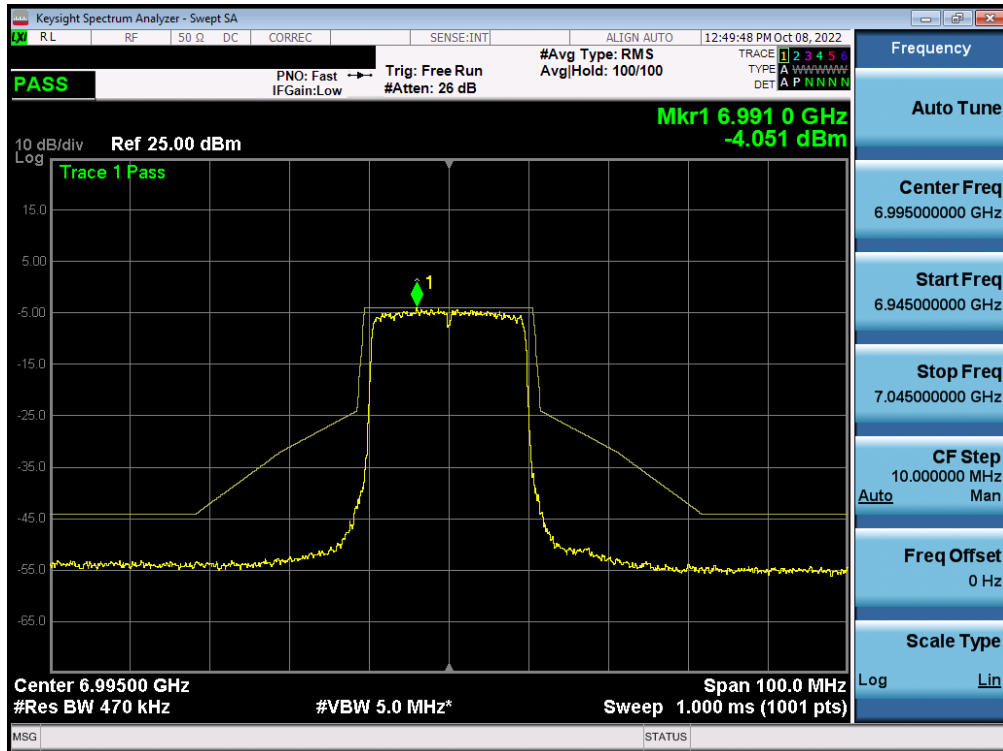 Keysight Spectrum Analyzer - Swept SA
LXI RL RF 50 Ω DC CORREC SENSE:INT ALIGN AUTO 12:49:48 PM Oct 08, 2022
PASS
PNO: Fast
IFGain:Low
Trig: Free Run
#Atten: 26 dB
#Avg Type: RMS
Avg|Hold: 100/100
TRACE 1 2 3 4 5 6
TYPE A WWWWW
DET A P N N N N
Mkr1 6.991 0 GHz
-4.051 dBm
10 dB/div Ref 25.00 dBm
Log
Trace 1 Pass
1
15.0
5.00
-5.00
-15.0
-25.0
-35.0
-45.0
-55.0
-65.0
Center 6.99500 GHz Span 100.0 MHz
#Res BW 470 kHz #VBW 5.0 MHz* Sweep 1.000 ms (1001 pts)
MSG STATUS
Frequency
Auto Tune
Center Freq
6.995000000 GHz
Start Freq
6.945000000 GHz
Stop Freq
7.045000000 GHz
CF Step
10.000000 MHz
Auto Man
Freq Offset
0 Hz
Scale Type
Log Lin